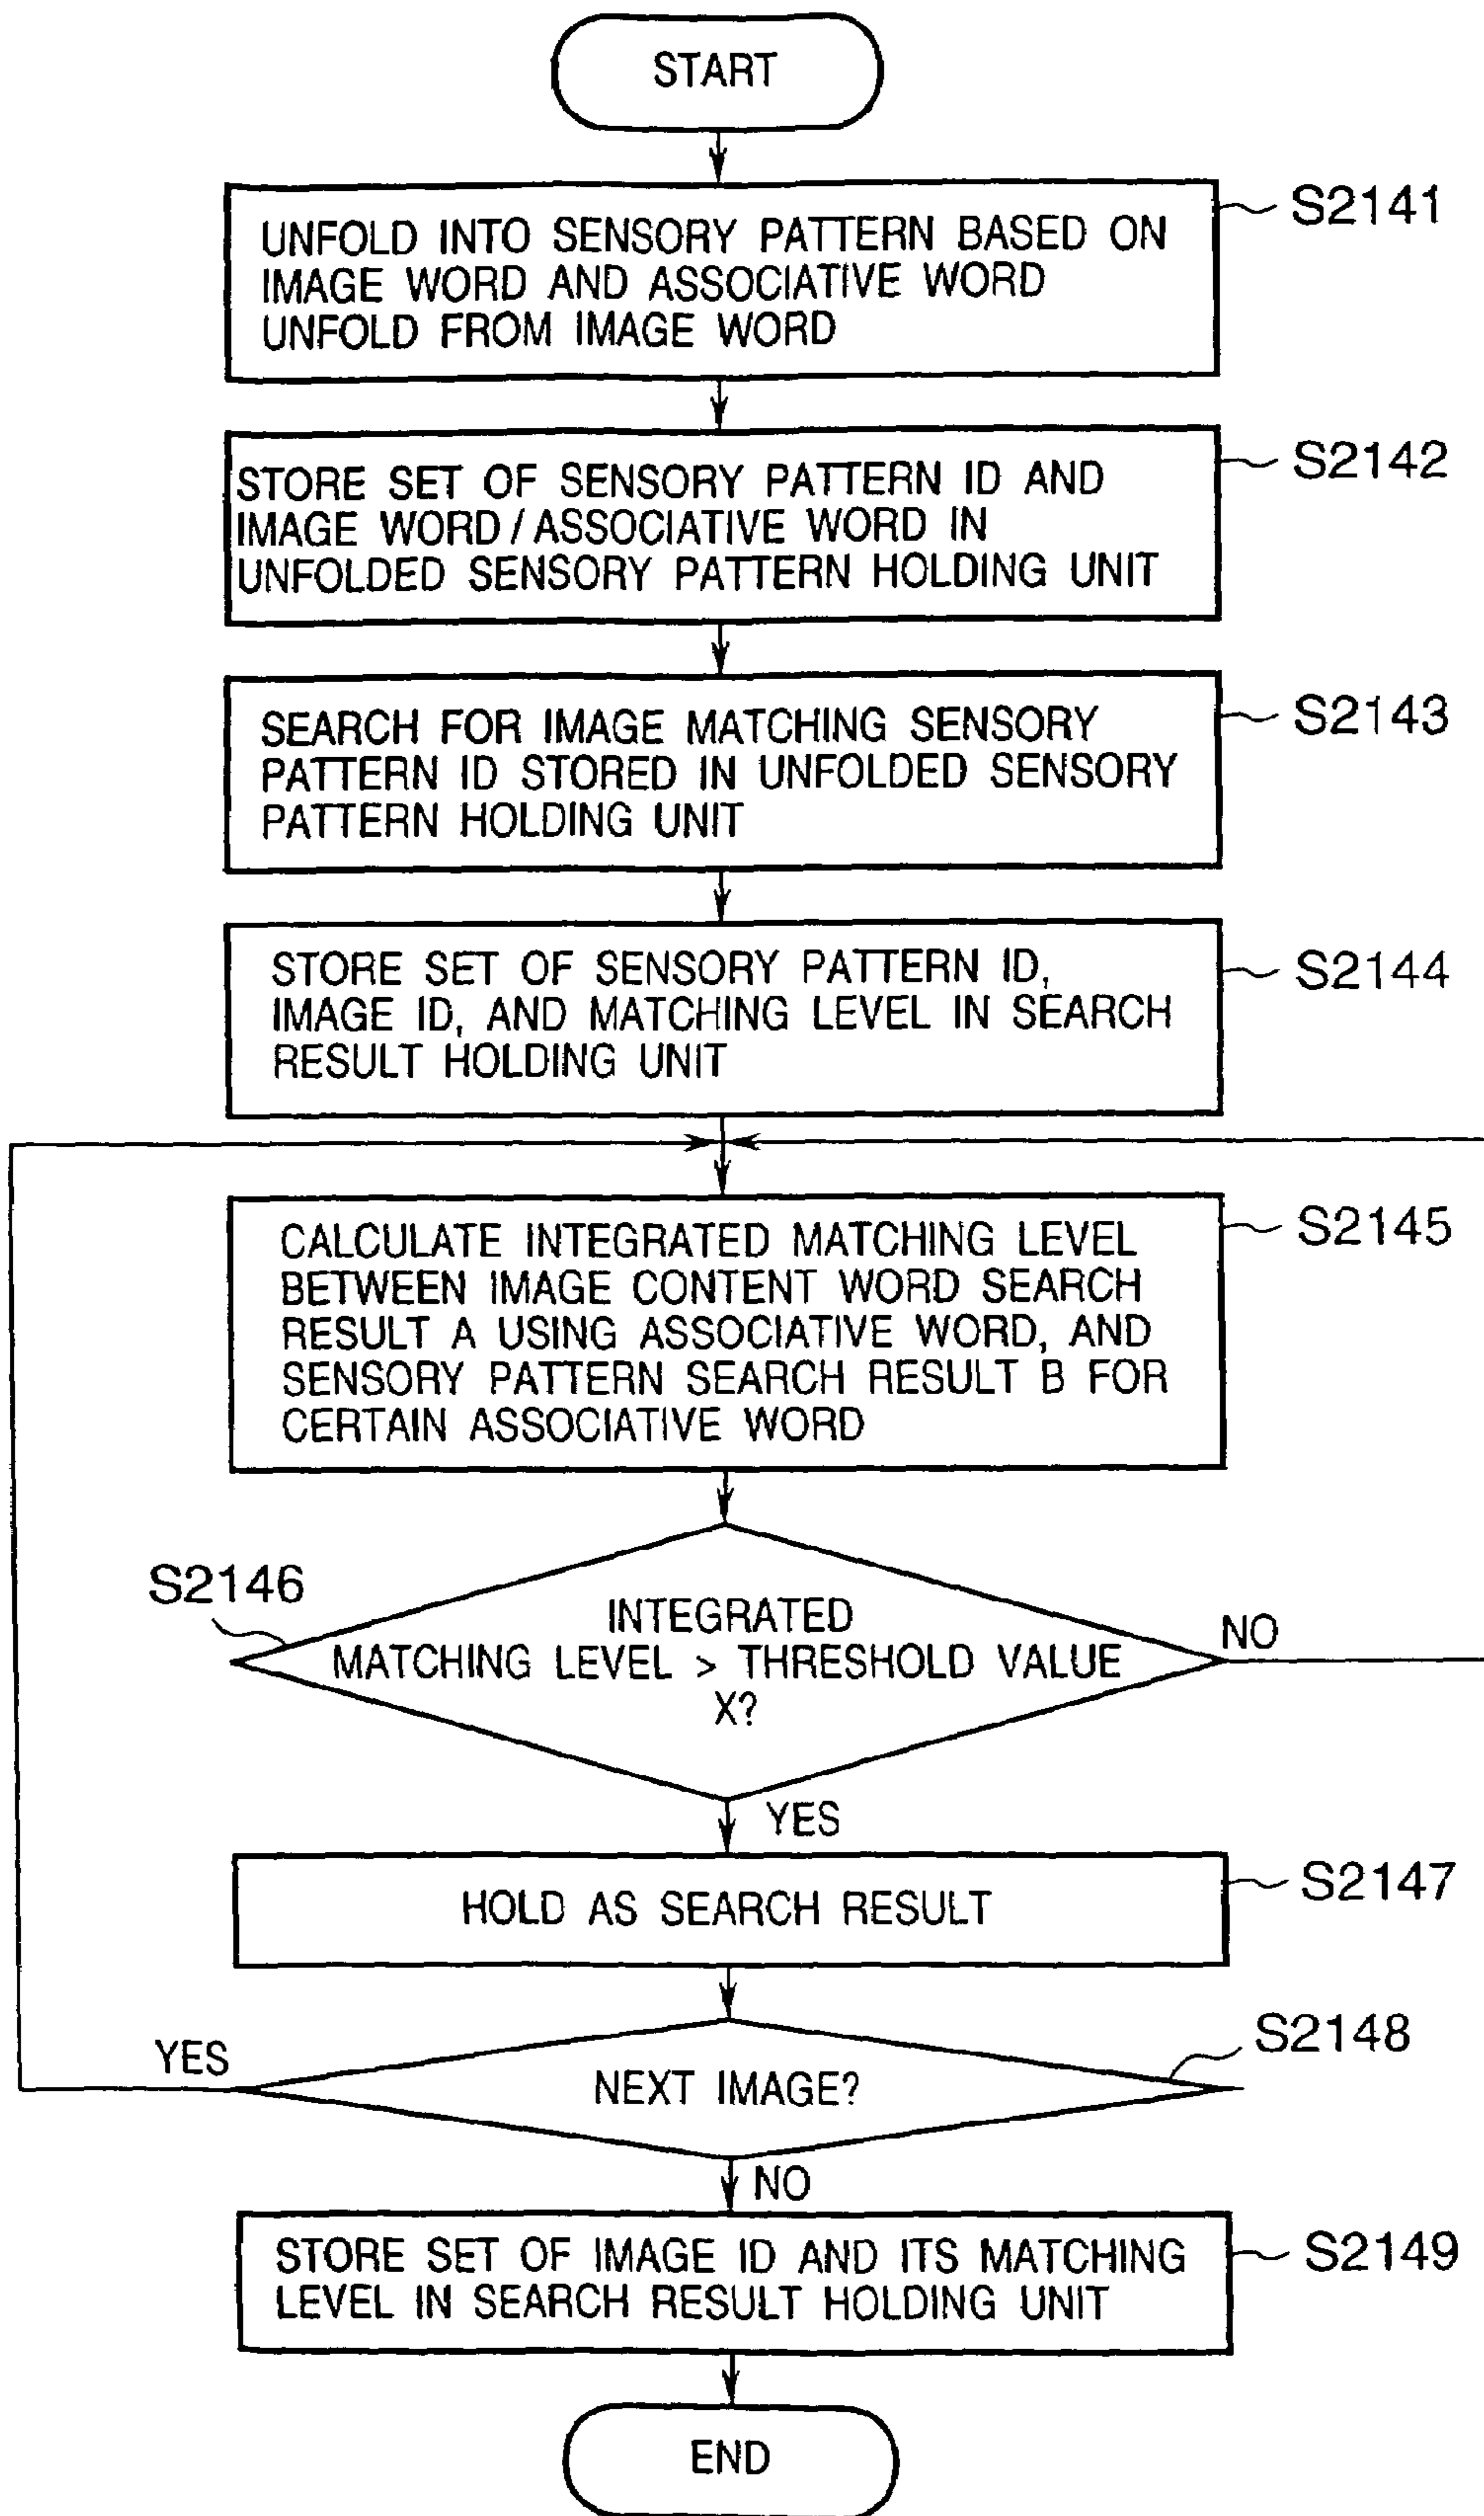 START
UNFOLD INTO SENSORY PATTERN BASED ON
IMAGE WORD AND ASSOCIATIVE WORD
UNFOLD FROM IMAGE WORD
S2141
STORE SET OF SENSORY PATTERN ID AND
IMAGE WORD/ASSOCIATIVE WORD IN
UNFOLDED SENSORY PATTERN HOLDING UNIT
S2142
SEARCH FOR IMAGE MATCHING SENSORY
PATTERN ID STORED IN UNFOLDED SENSORY
PATTERN HOLDING UNIT
S2143
STORE SET OF SENSORY PATTERN ID,
IMAGE ID, AND MATCHING LEVEL IN SEARCH
RESULT HOLDING UNIT
S2144
CALCULATE INTEGRATED MATCHING LEVEL
BETWEEN IMAGE CONTENT WORD SEARCH
RESULT A USING ASSOCIATIVE WORD, AND
SENSORY PATTERN SEARCH RESULT B FOR
CERTAIN ASSOCIATIVE WORD
S2145
S2146
INTEGRATED
MATCHING LEVEL > THRESHOLD VALUE
X?
NO
YES
HOLD AS SEARCH RESULT
S2147
S2148
YES
NEXT IMAGE?
NO
STORE SET OF IMAGE ID AND ITS MATCHING
LEVEL IN SEARCH RESULT HOLDING UNIT
S2149
END